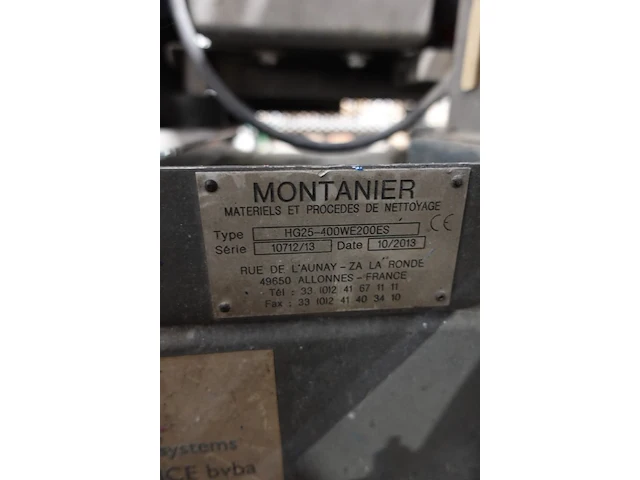 MONTANIER
MATERIELS ET PROCEDES DE NETTOYAGE
Type HG25-400WE200ES CE
Série 10712/13 Date 10/2013
RUE DE L'AUNAY - ZA LA RONDE
49650 ALLONNES - FRANCE
Tél : 33 (0)2 41 67 11 11
Fax : 33 (0)2 41 40 34 10
systems
CE bvba